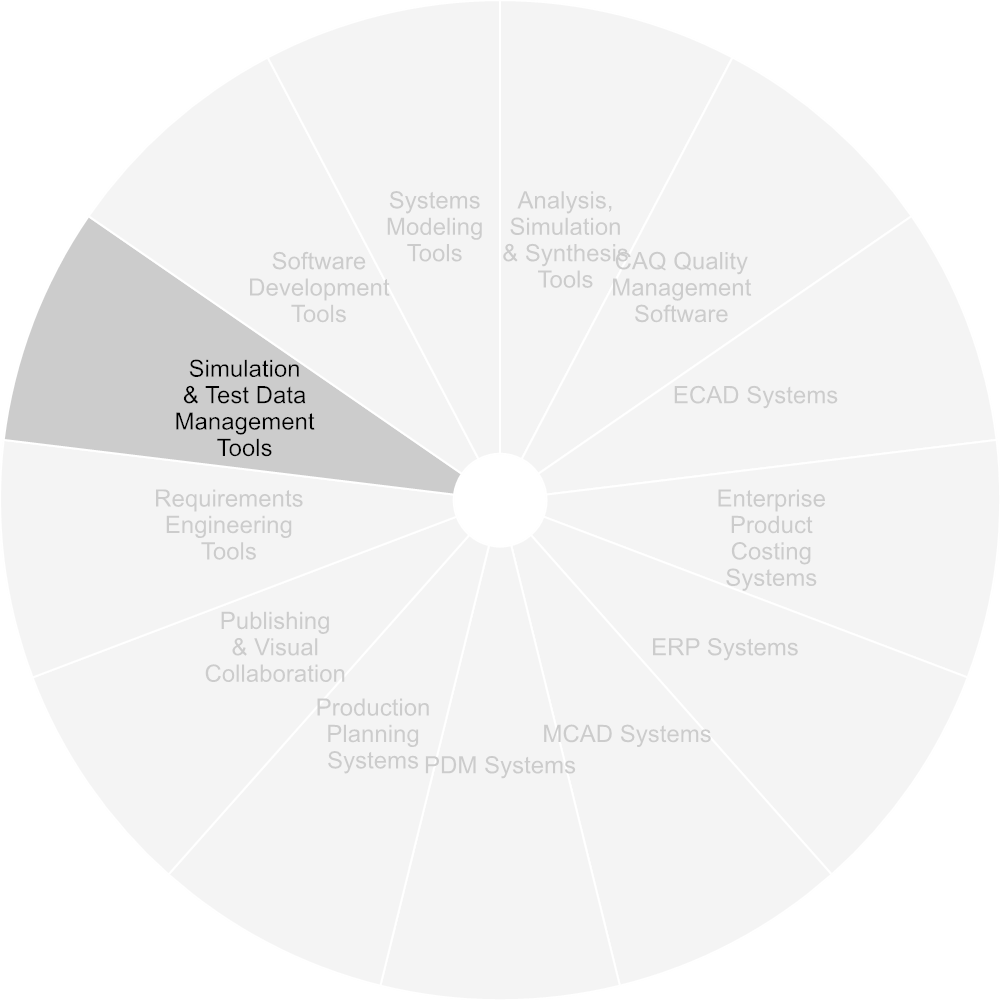 Systems
Modeling
Tools
Analysis,
Simulation
& Synthesis
Tools
CAQ Quality
Management
Software
ECAD Systems
Enterprise
Product
Costing
Systems
ERP Systems
MCAD Systems
PDM Systems
Production
Planning
Systems
Publishing
& Visual
Collaboration
Requirements
Engineering
Tools
Simulation
& Test Data
Management
Tools
Software
Development
Tools